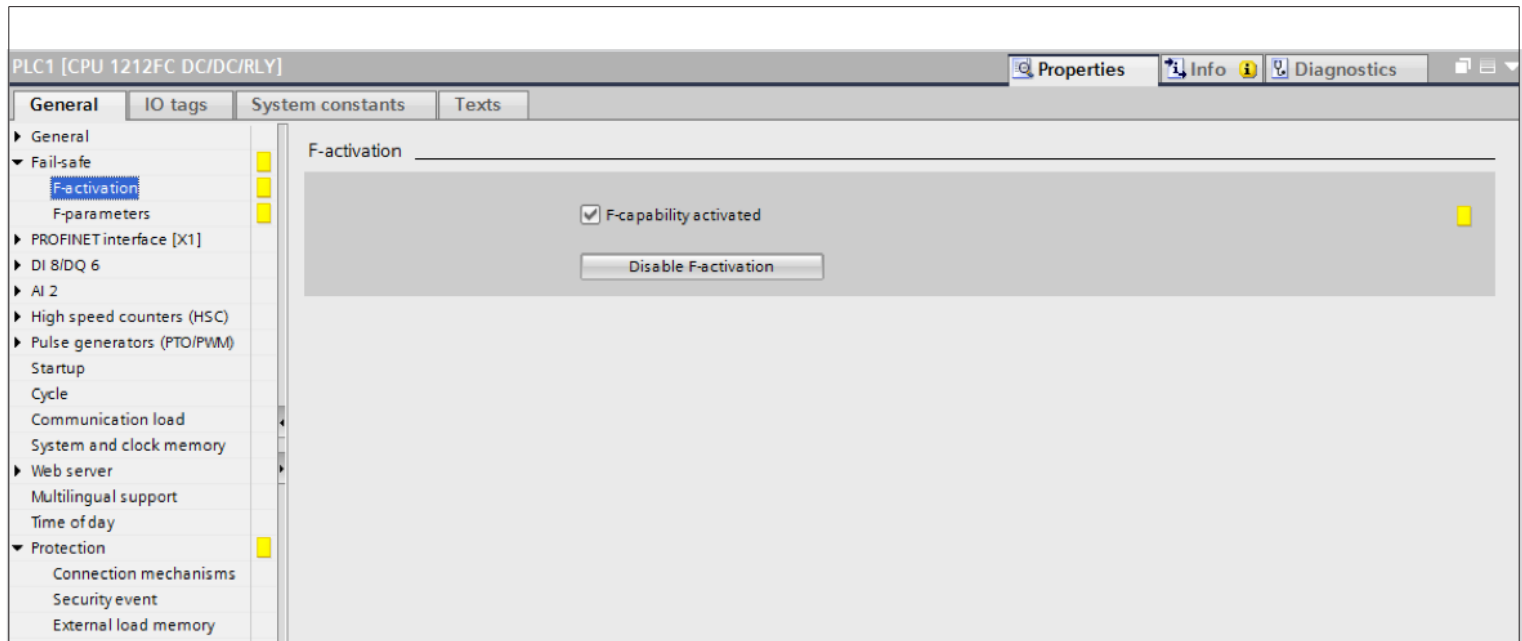 PLC1 [CPU 1212FC DC/DC/RLY]
Properties
Info
Diagnostics
General
IO tags
System constants
Texts
General
Fail-safe
F-activation
F-parameters
PROFINET interface [X1]
DI 8/DQ 6
AI 2
High speed counters (HSC)
Pulse generators (PTO/PWM)
Startup
Cycle
Communication load
System and clock memory
Web server
Multilingual support
Time of day
Protection
Connection mechanisms
Security event
External load memory
F-activation
F-capability activated
Disable F-activation